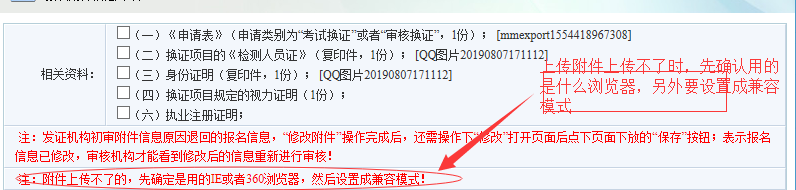 (一)《申请表》(申请类别为“考试换证”或者“审核换证”,1份); [mmexport1554418967308]
(二)换证项目的《检测人员证》(复印件,1份); [QQ图片20190807171112]
相关资料:
(三)身份证明(复印件,1份); [QQ图片20190807171112]
(四)换证项目规定的视力证明(1份);
(六)执业注册证明;
上传附件上传不了时,先确认用的
是什么浏览器,另外要设置成兼容
模式
注:发证机构初审附件信息原因退回的报名信息,“修改附件”操作完成后,还需操作下“修改”打开页面后点下页面下放的“保存”按钮;表示报名
信息已修改,审核机构才能看到修改后的信息重新进行审核!
注:附件上传不了的,先确定是用的IE或者360浏览器,然后设置成兼容模式!